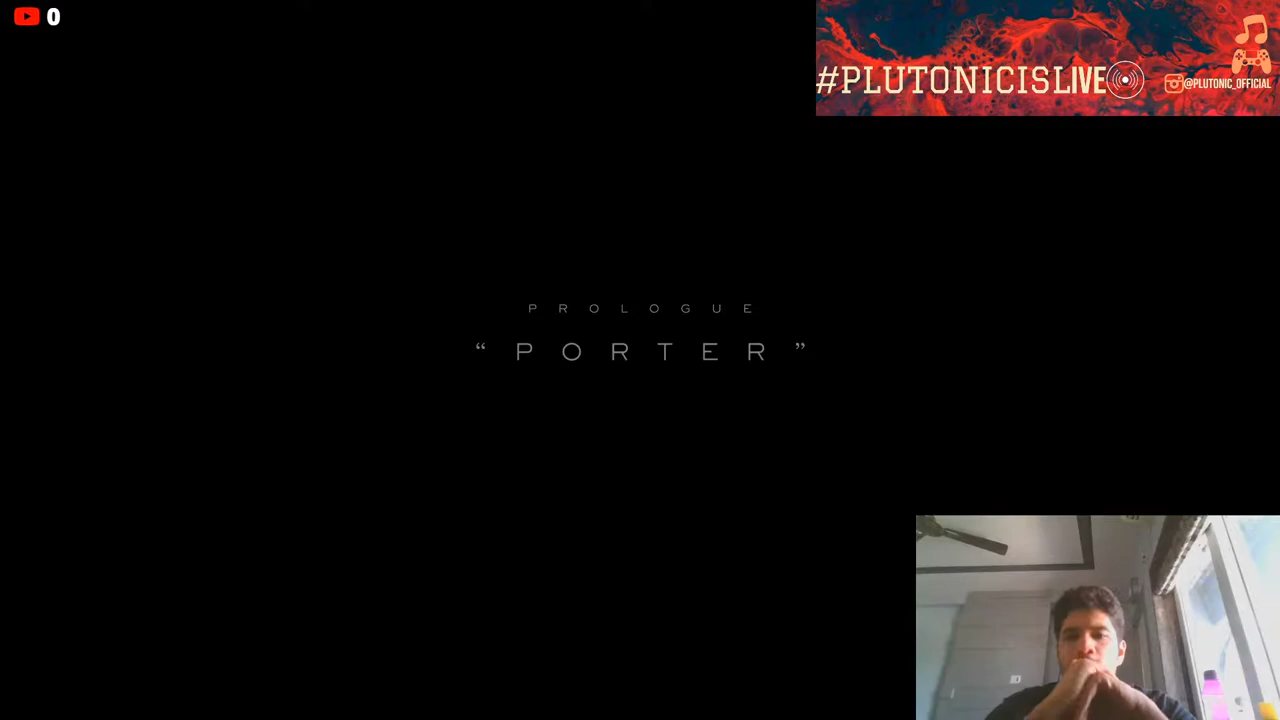 0
#PLUTONICISLIVE
@PLUTONIC_OFFICIAL
PROLOGUE
“PORTER”